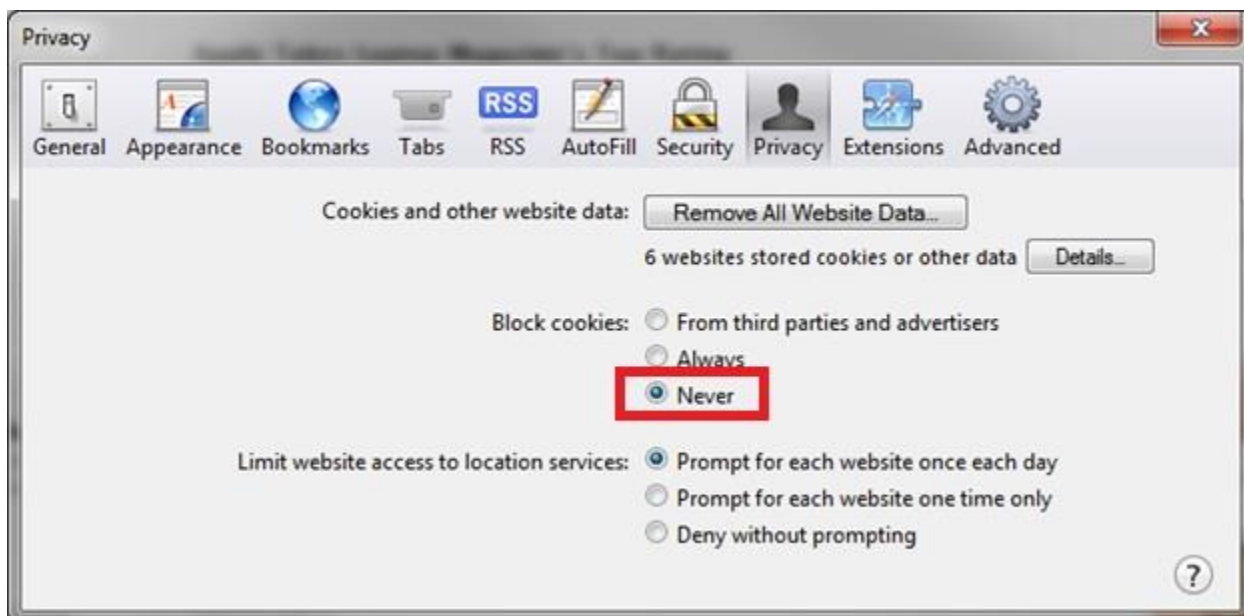 Privacy
RSS
General Appearance Bookmarks Tabs RSS AutoFill Security Privacy Extensions Advanced
Cookies and other website data: Remove All Website Data...
6 websites stored cookies or other data Details...
Block cookies: From third parties and advertisers
Always
Never
Limit website access to location services: Prompt for each website once each day
Prompt for each website one time only
Deny without prompting
?